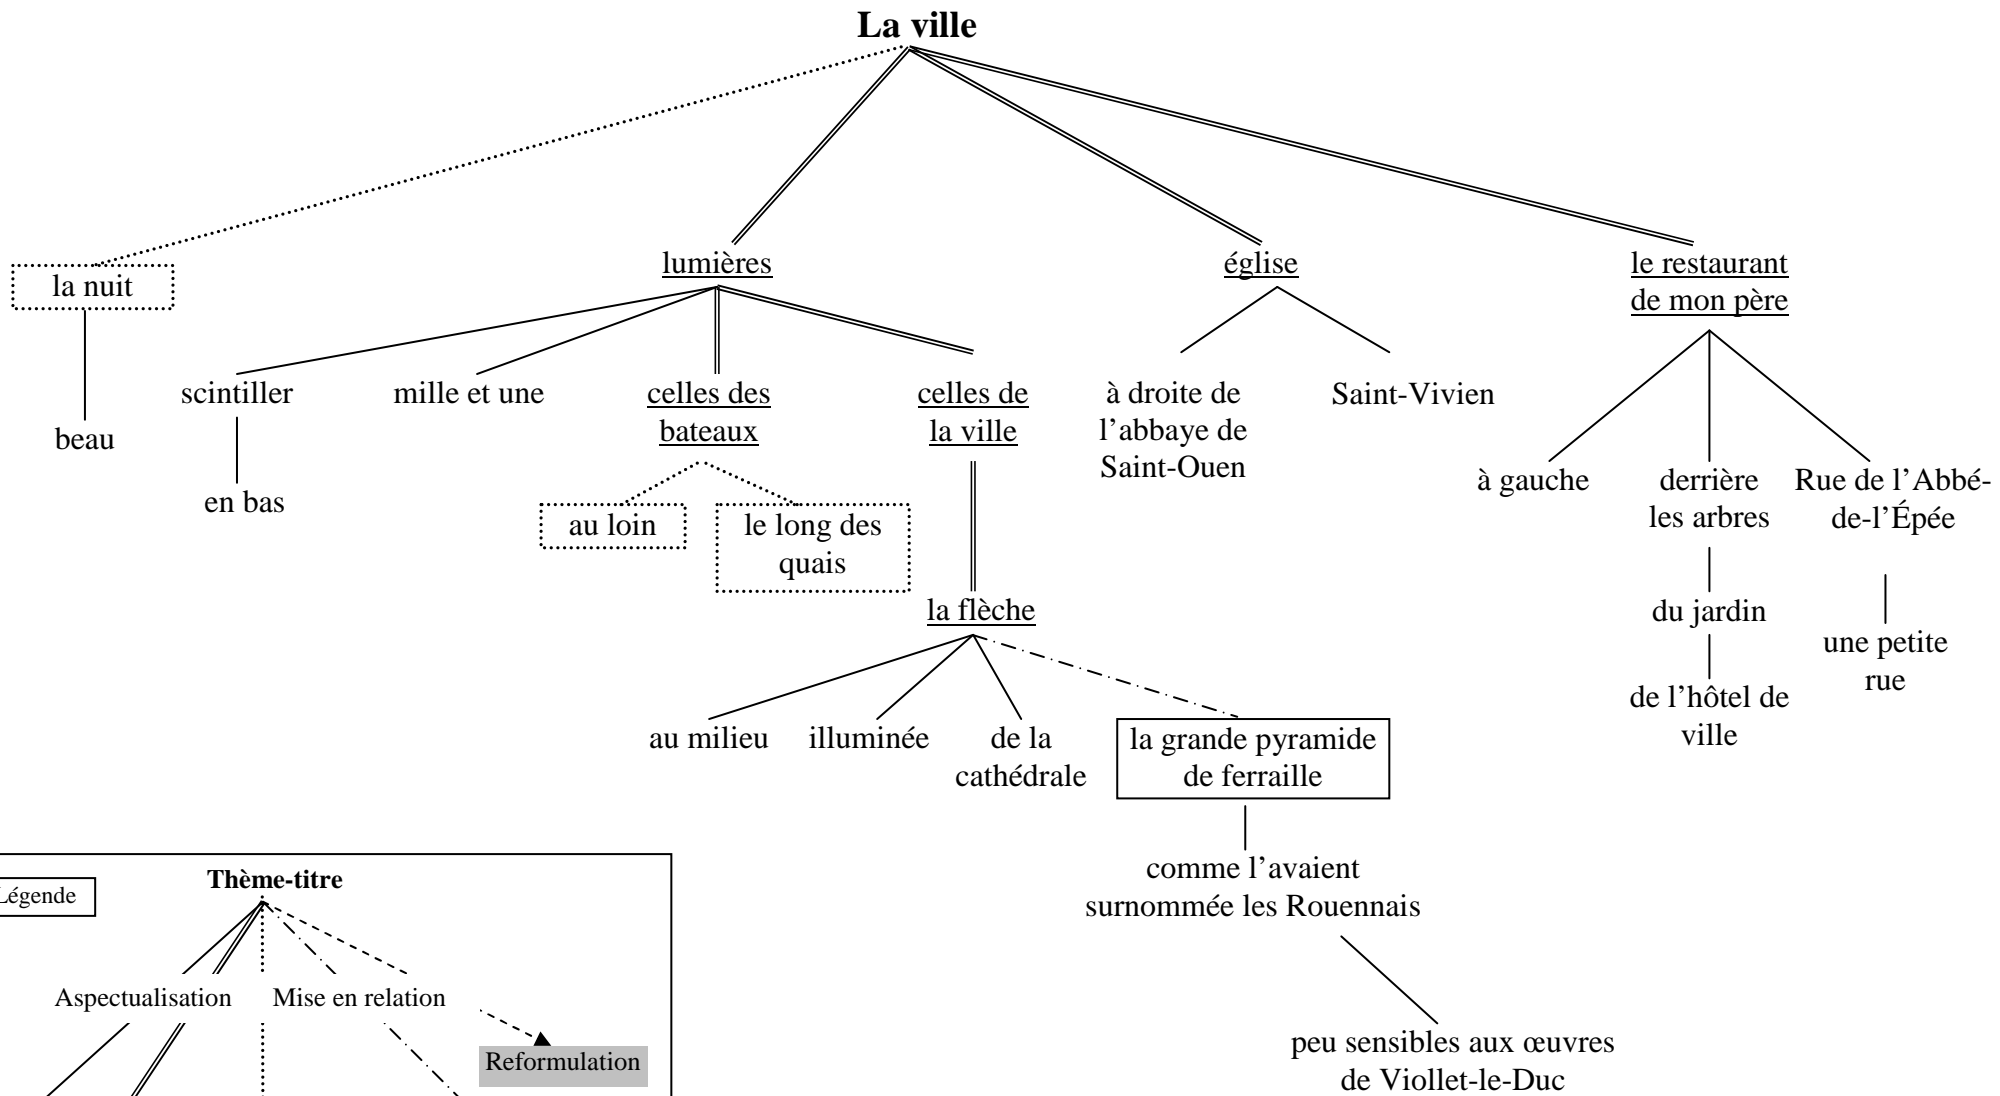 La ville
la nuit
beau
lumières
scintiller
en bas
mille et une
celles des
bateaux
au loin
le long des
quais
celles de
la ville
la flèche
au milieu
illuminée
de la
cathédrale
la grande pyramide
de ferraille
comme l’avaient
surnommée les Rouennais
peu sensibles aux œuvres
de Viollet-le-Duc
église
à droite de
l’abbaye de
Saint-Ouen
Saint-Vivien
le restaurant
de mon père
à gauche
derrière
les arbres
du jardin
de l’hôtel de
ville
Rue de l’Abbé-
de-l’Épée
une petite
rue
Légende
Thème-titre
Aspectualisation
Mise en relation
Reformulation